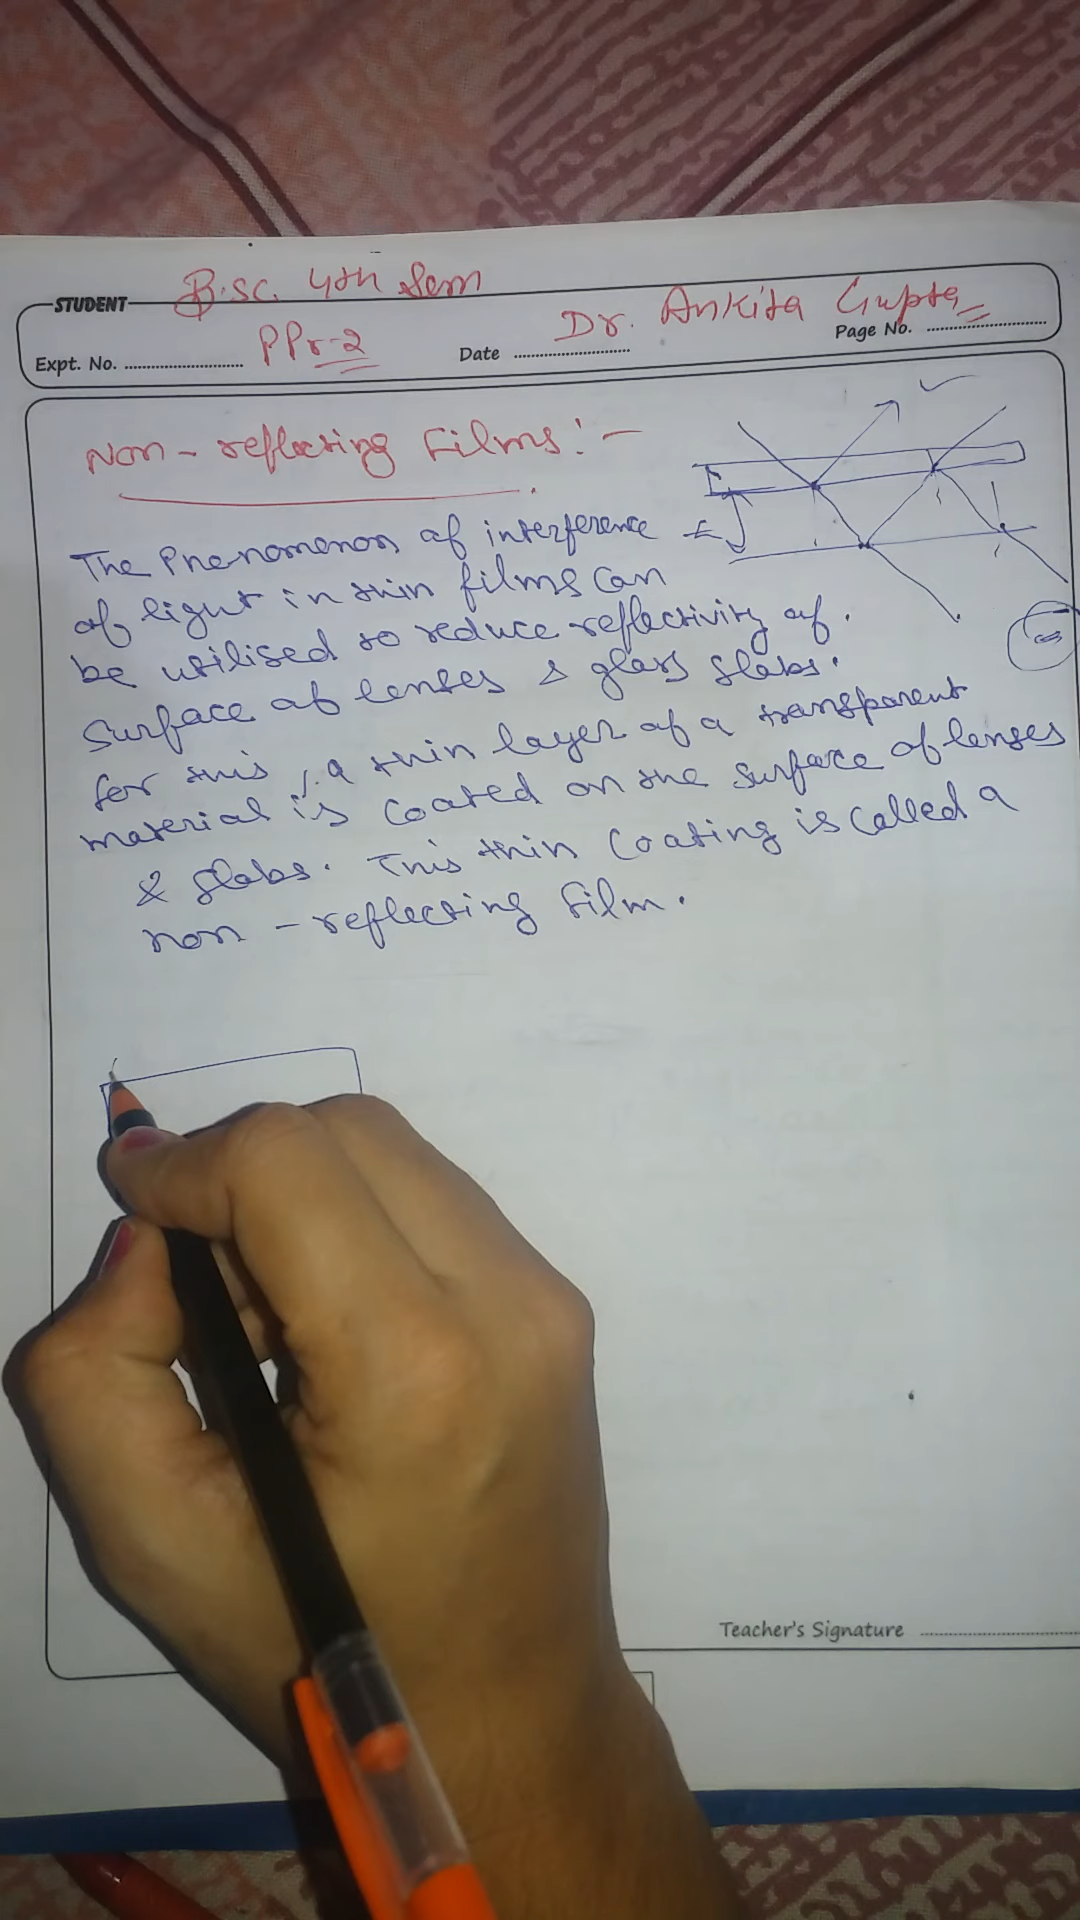 B.sc. 4th Sem
STUDENT
Dr. Ankita Gupta
Expt. No. PPr-2 Date Page No.
Non-reflecting Films:-
The Phenomenon of interference
of light in thin films can
be utilised to reduce reflectivity of.
Surface of lenses & glass slabs.
for this, a thin layer of a transparent
material is coated on the surface of lenses
& slabs. This thin coating is called a
non-reflecting film.
t
Teacher's Signature